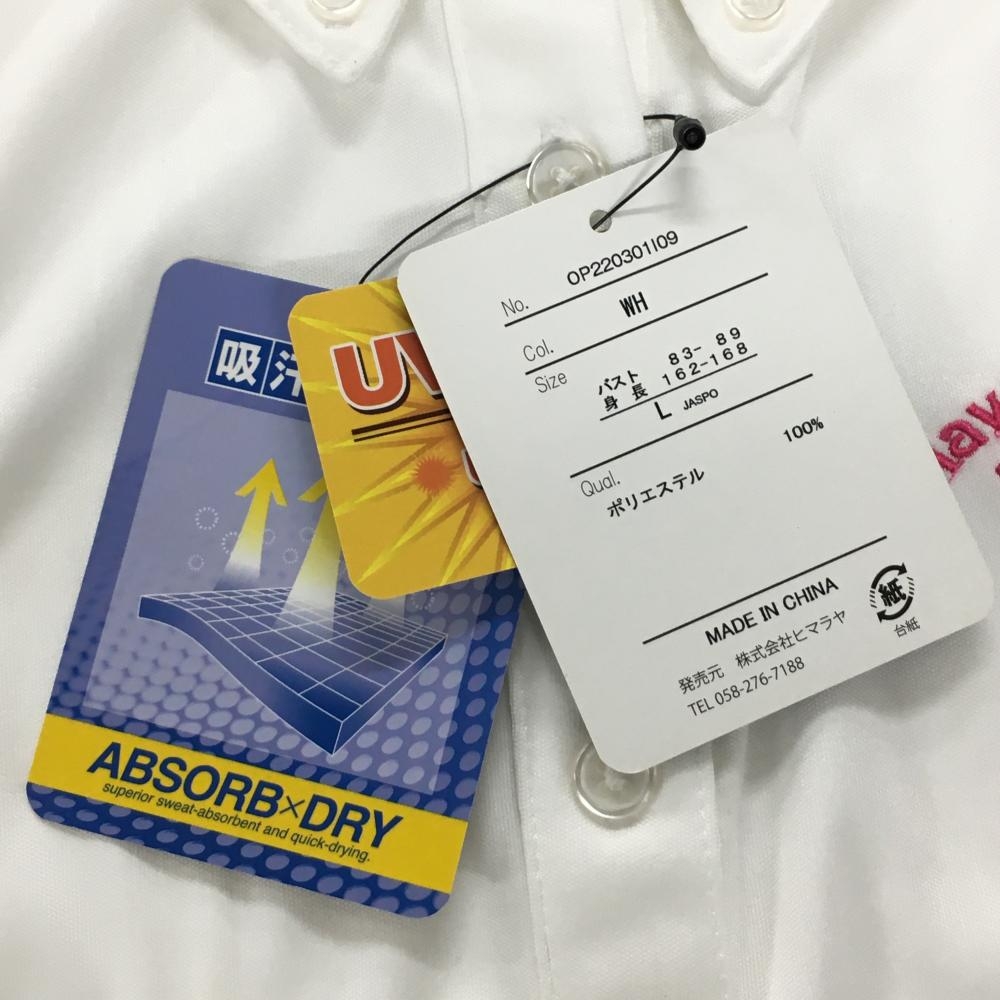 吸汗
ABSORB×DRY
superior sweat-absorbent and quick-drying.
UV
No. OP220301I09
Col. WH
Size バスト 83- 89
身長 162-168
L JASPO
Qual. 100%
ポリエステル
MADE IN CHINA
発売元 株式会社ヒマラヤ
TEL 058-276-7188
紙
台紙